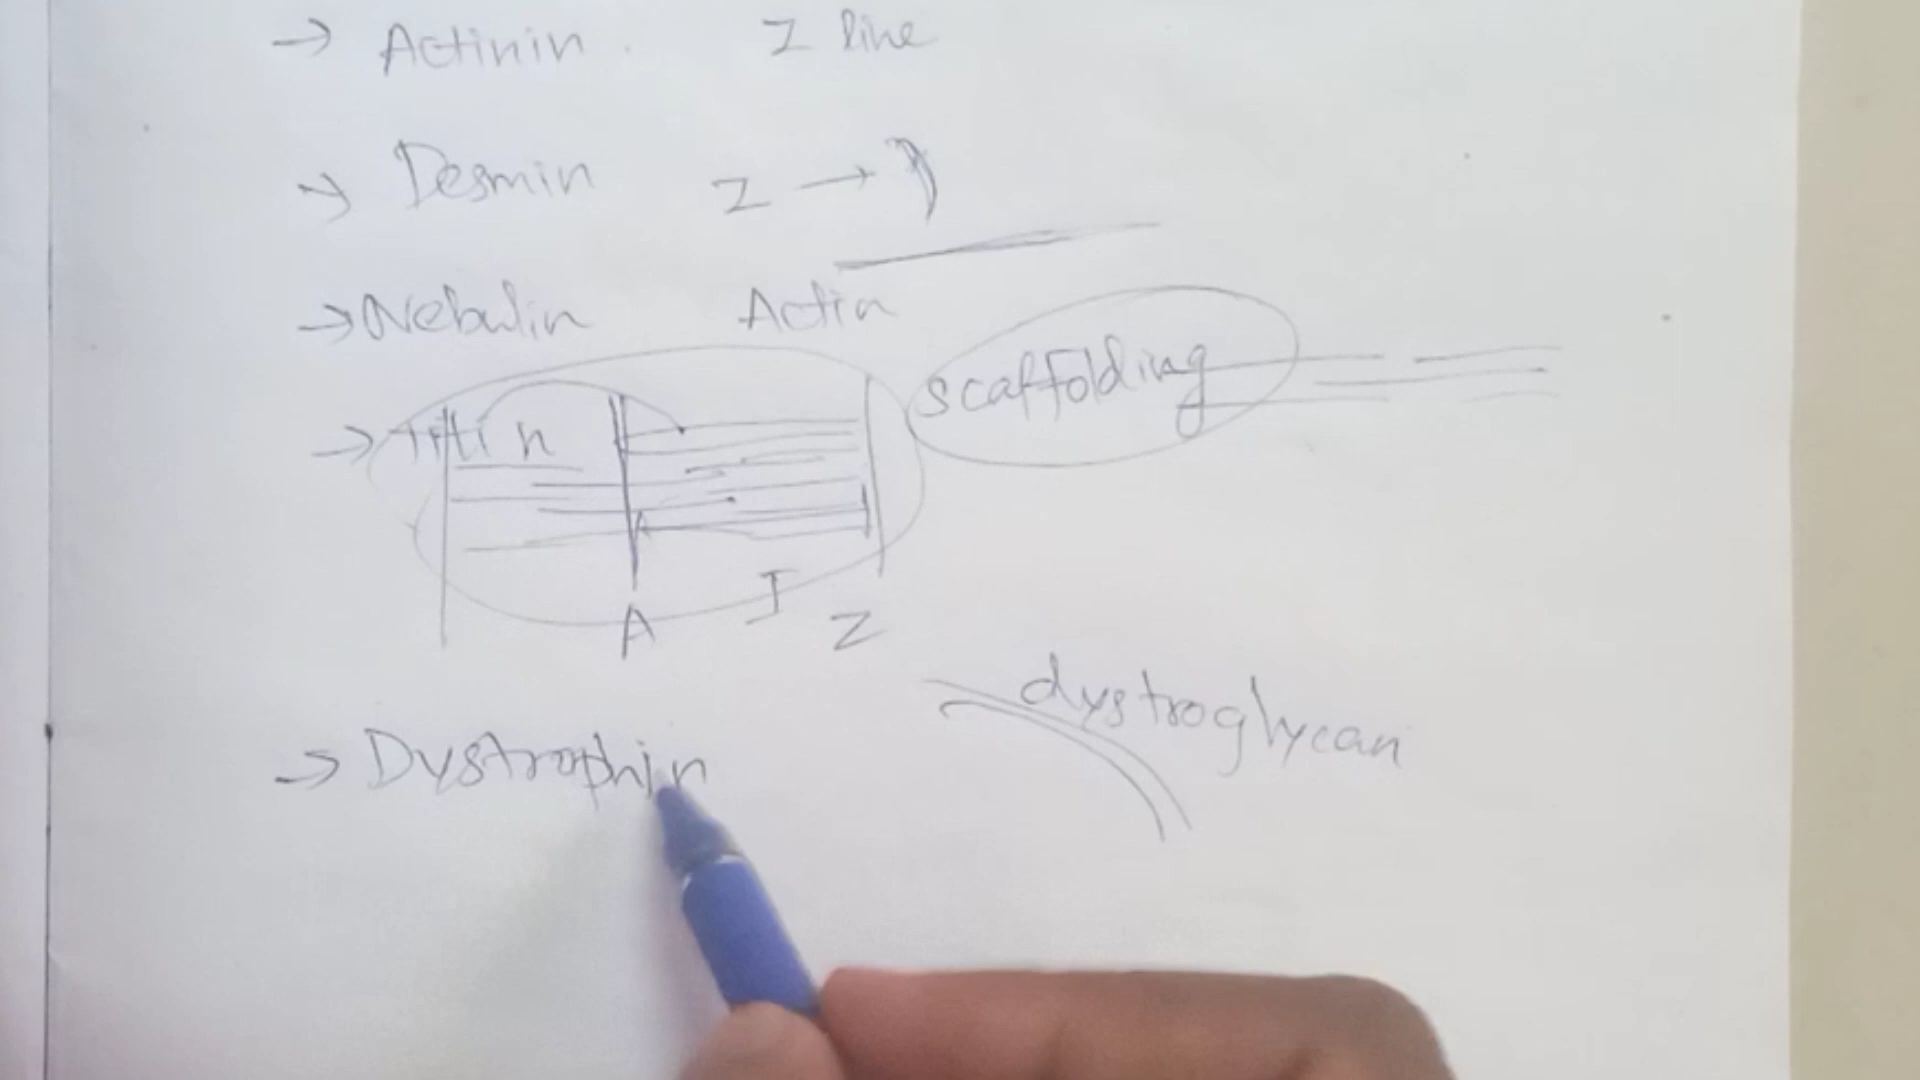 → Actinin. Z line
→ Desmin Z →
→ Nebulin Actin
scaffolding
→ Titin
A I Z
dystroglycan
→ Dystrophin